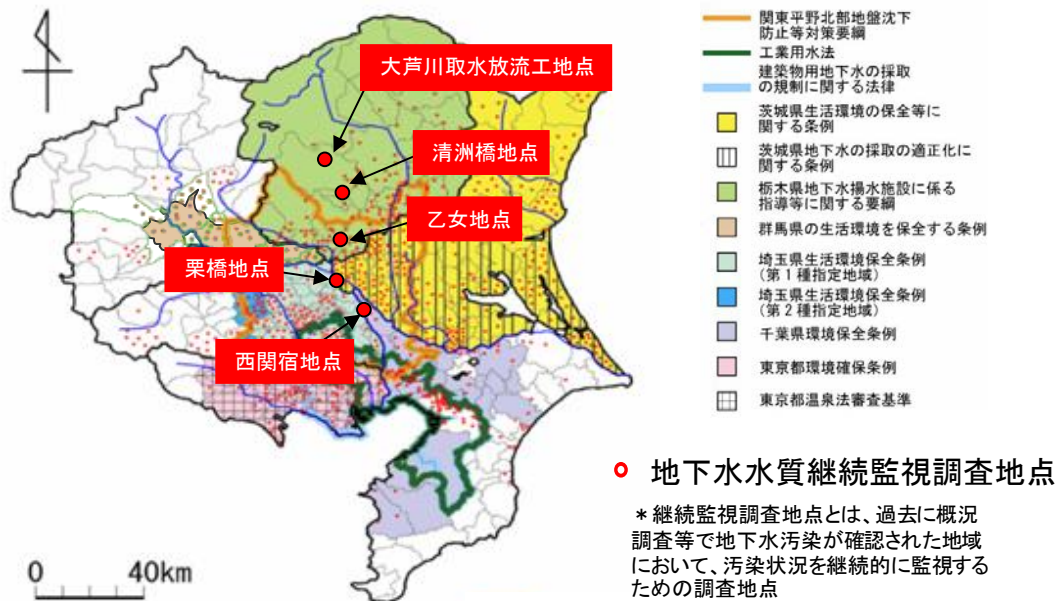 大芦川取水放流工地点
清洲橋地点
乙女地点
栗橋地点
西関宿地点
0 40km
関東平野北部地盤沈下
防止等対策要綱
工業用水法
建築物用地下水の採取
の規制に関する法律
茨城県生活環境の保全等に
関する条例
茨城県地下水の採取の適正化に
関する条例
栃木県地下水揚水施設に係る
指導等に関する要綱
群馬県の生活環境を保全する条例
埼玉県生活環境保全条例
(第1種指定地域)
埼玉県生活環境保全条例
(第2種指定地域)
千葉県環境保全条例
東京都環境確保条例
東京都温泉法審査基準
地下水水質継続監視調査地点
*継続監視調査地点とは、過去に概況
調査等で地下水汚染が確認された地域
において、汚染状況を継続的に監視する
ための調査地点